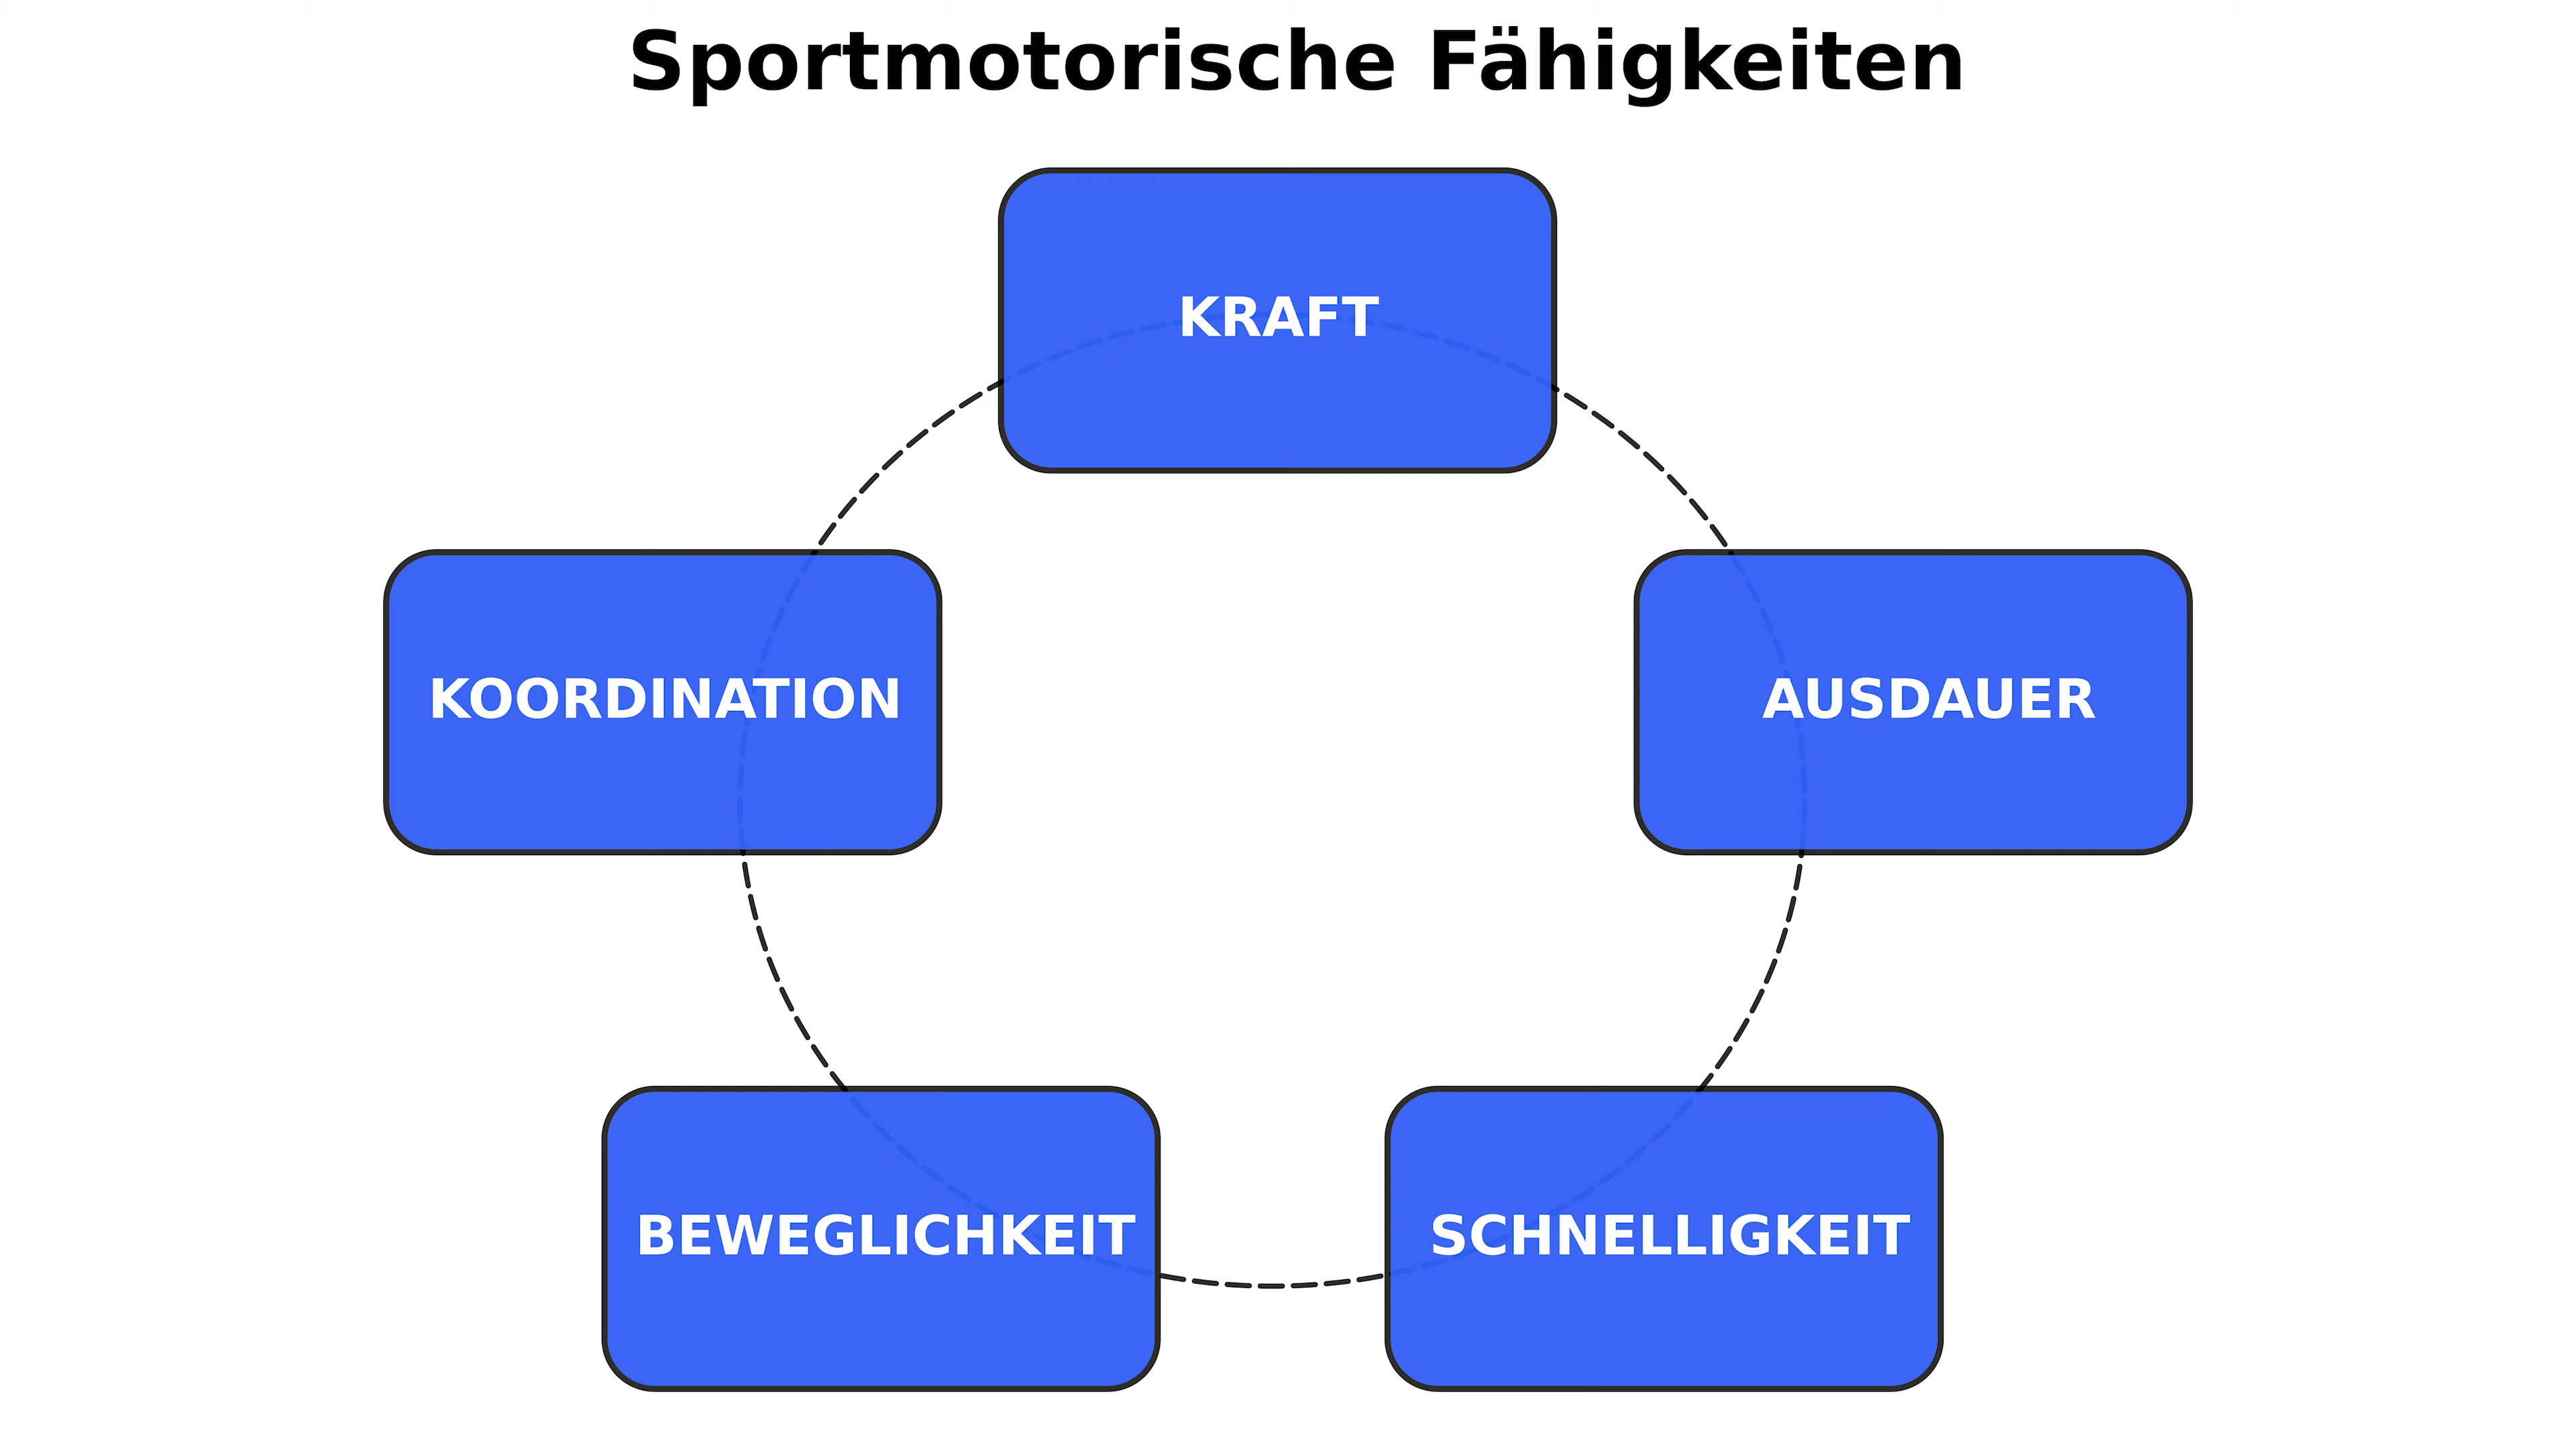 Sportmotorische Fähigkeiten
KRAFT
KOORDINATION
AUSDAUER
BEWEGLICHKEIT
SCHNELLIGKEIT